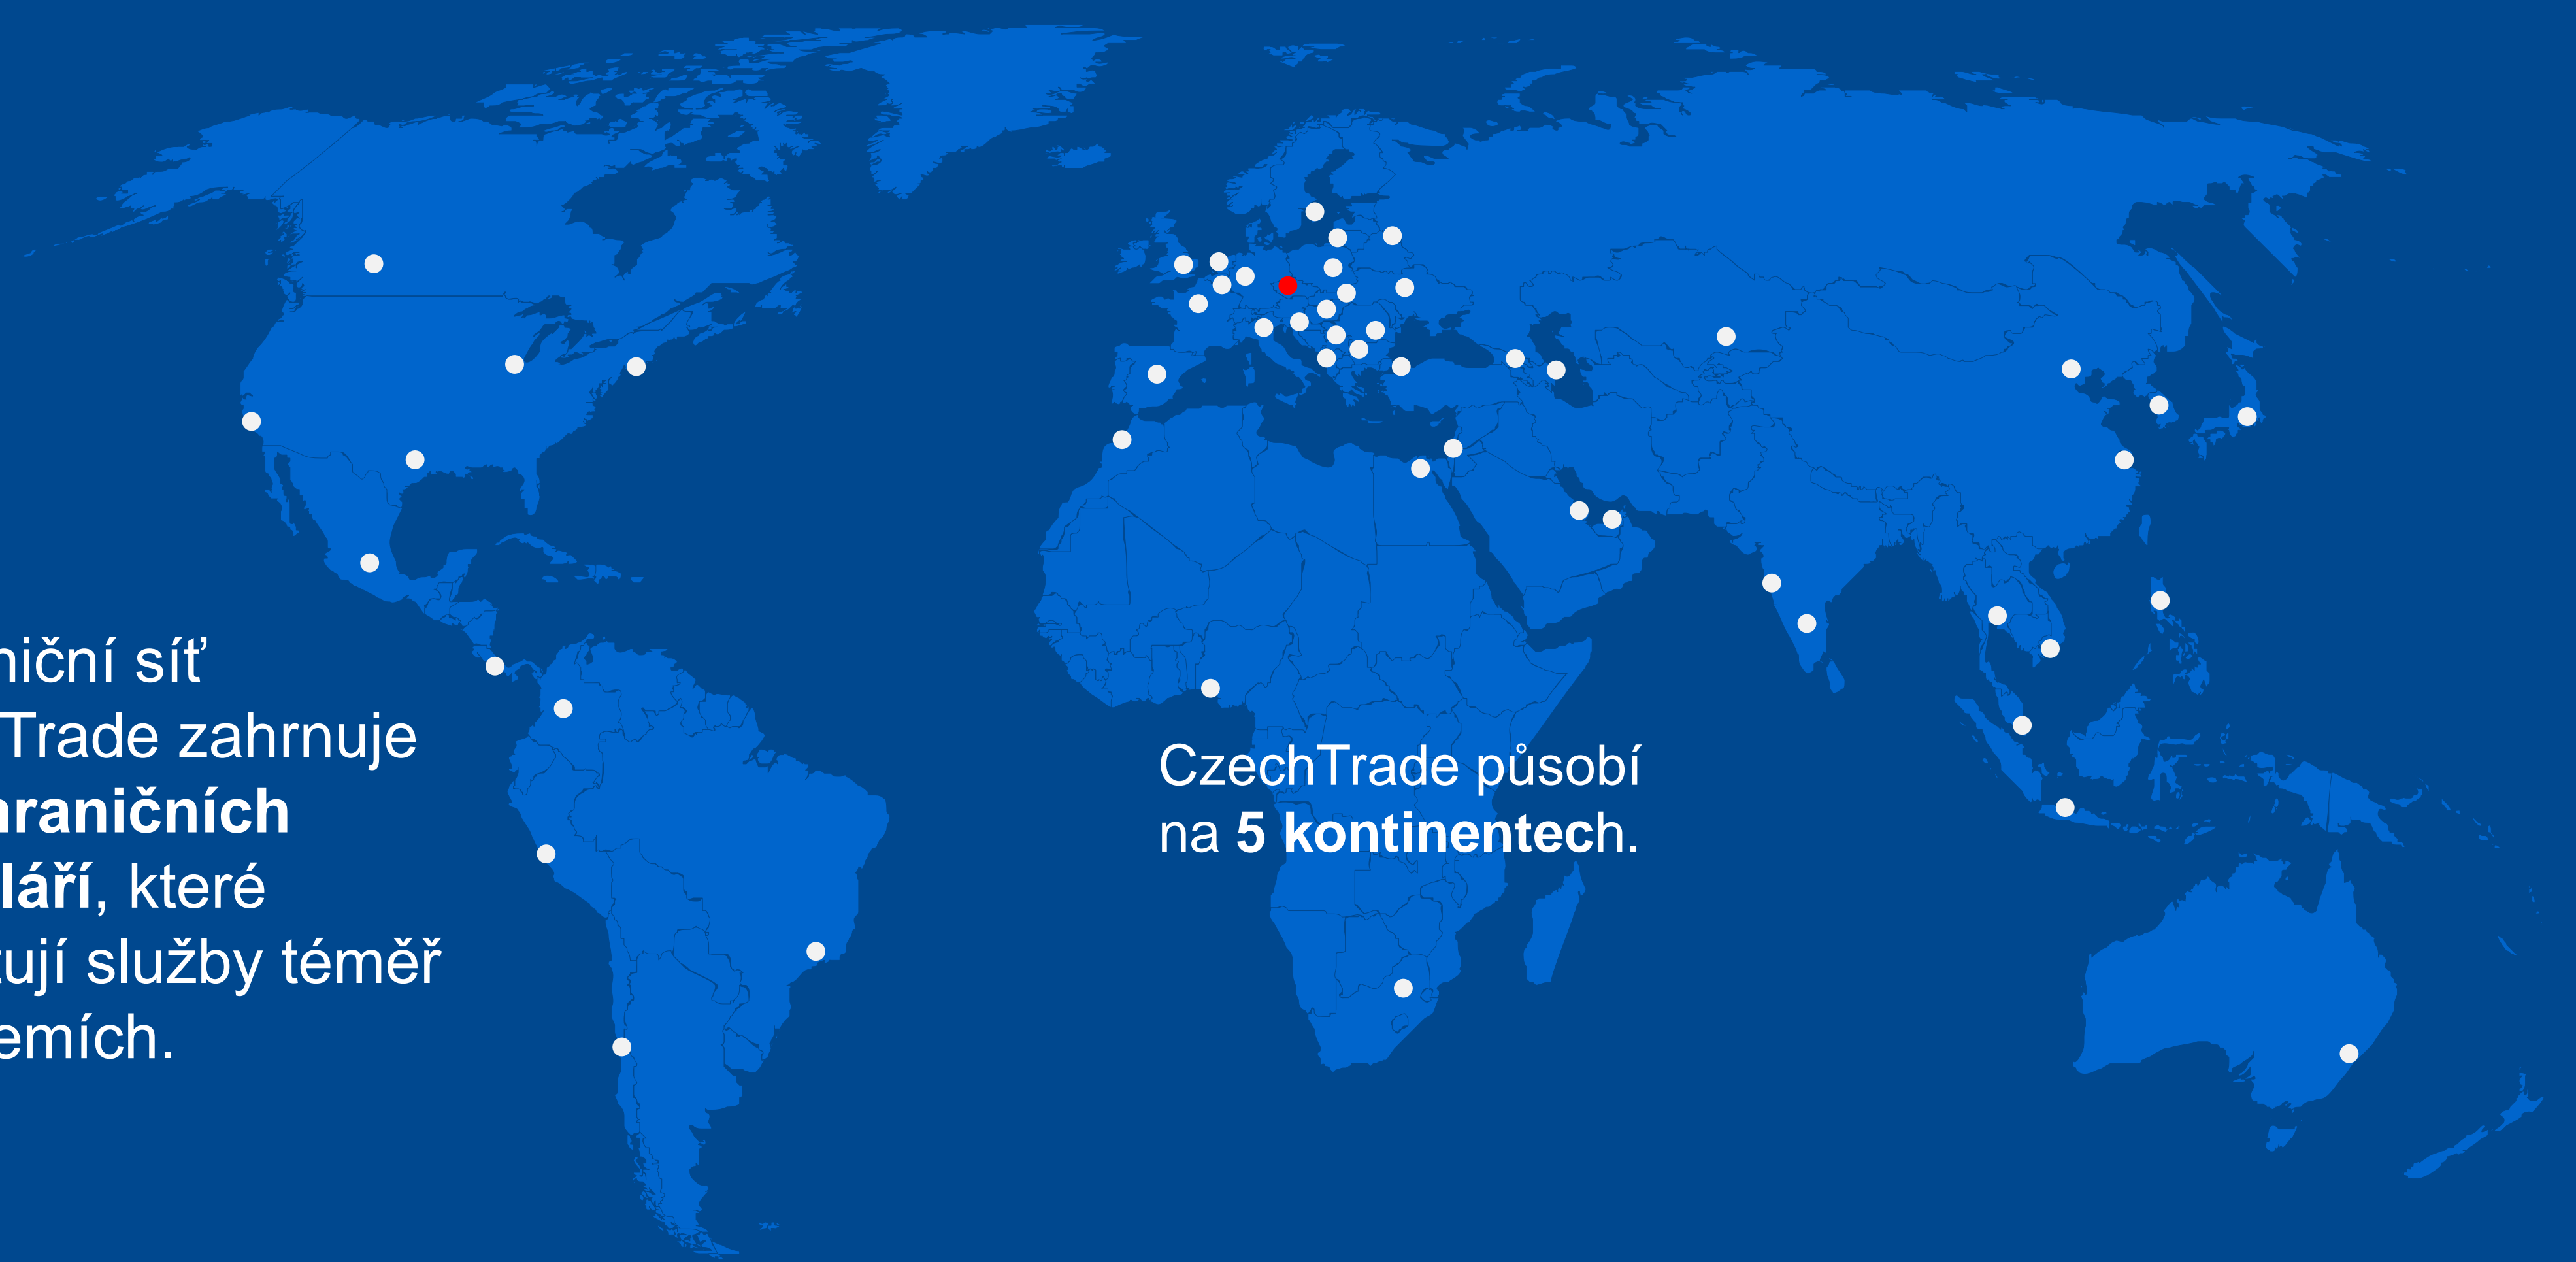 niční síť
Trade zahrnuje
hraničních
láří, které
tují služby téměř
emích.
CzechTrade působí
na 5 kontinentech.